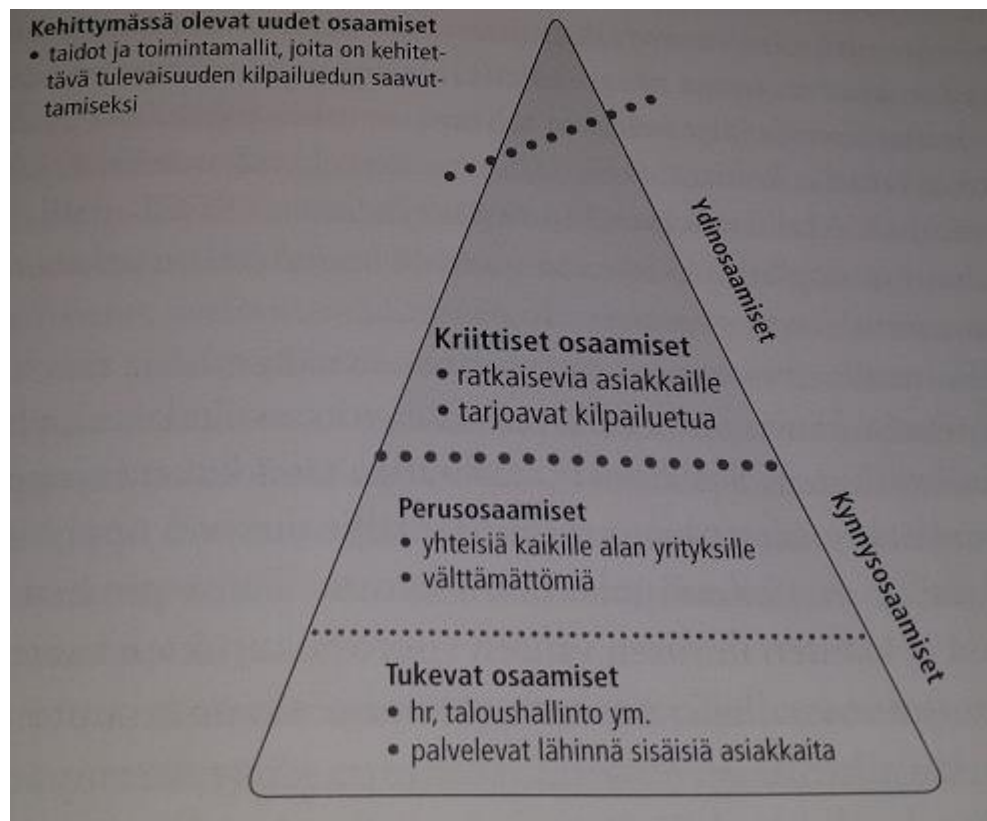 Kehittymässä olevat uudet osaamiset
• taidot ja toimintamallit, joita on kehitet-
tävä tulevaisuuden kilpailuedun saavut-
tamiseksi
Ydinosaamiset
Kriittiset osaamiset
• ratkaisevia asiakkaille
• tarjoavat kilpailuetua
Kynnysosaamiset
Perusosaamiset
• yhteisiä kaikille alan yrityksille
• välttämättömiä
Tukevat osaamiset
• hr, taloushallinto ym.
• palvelevat lähinnä sisäisiä asiakkaita